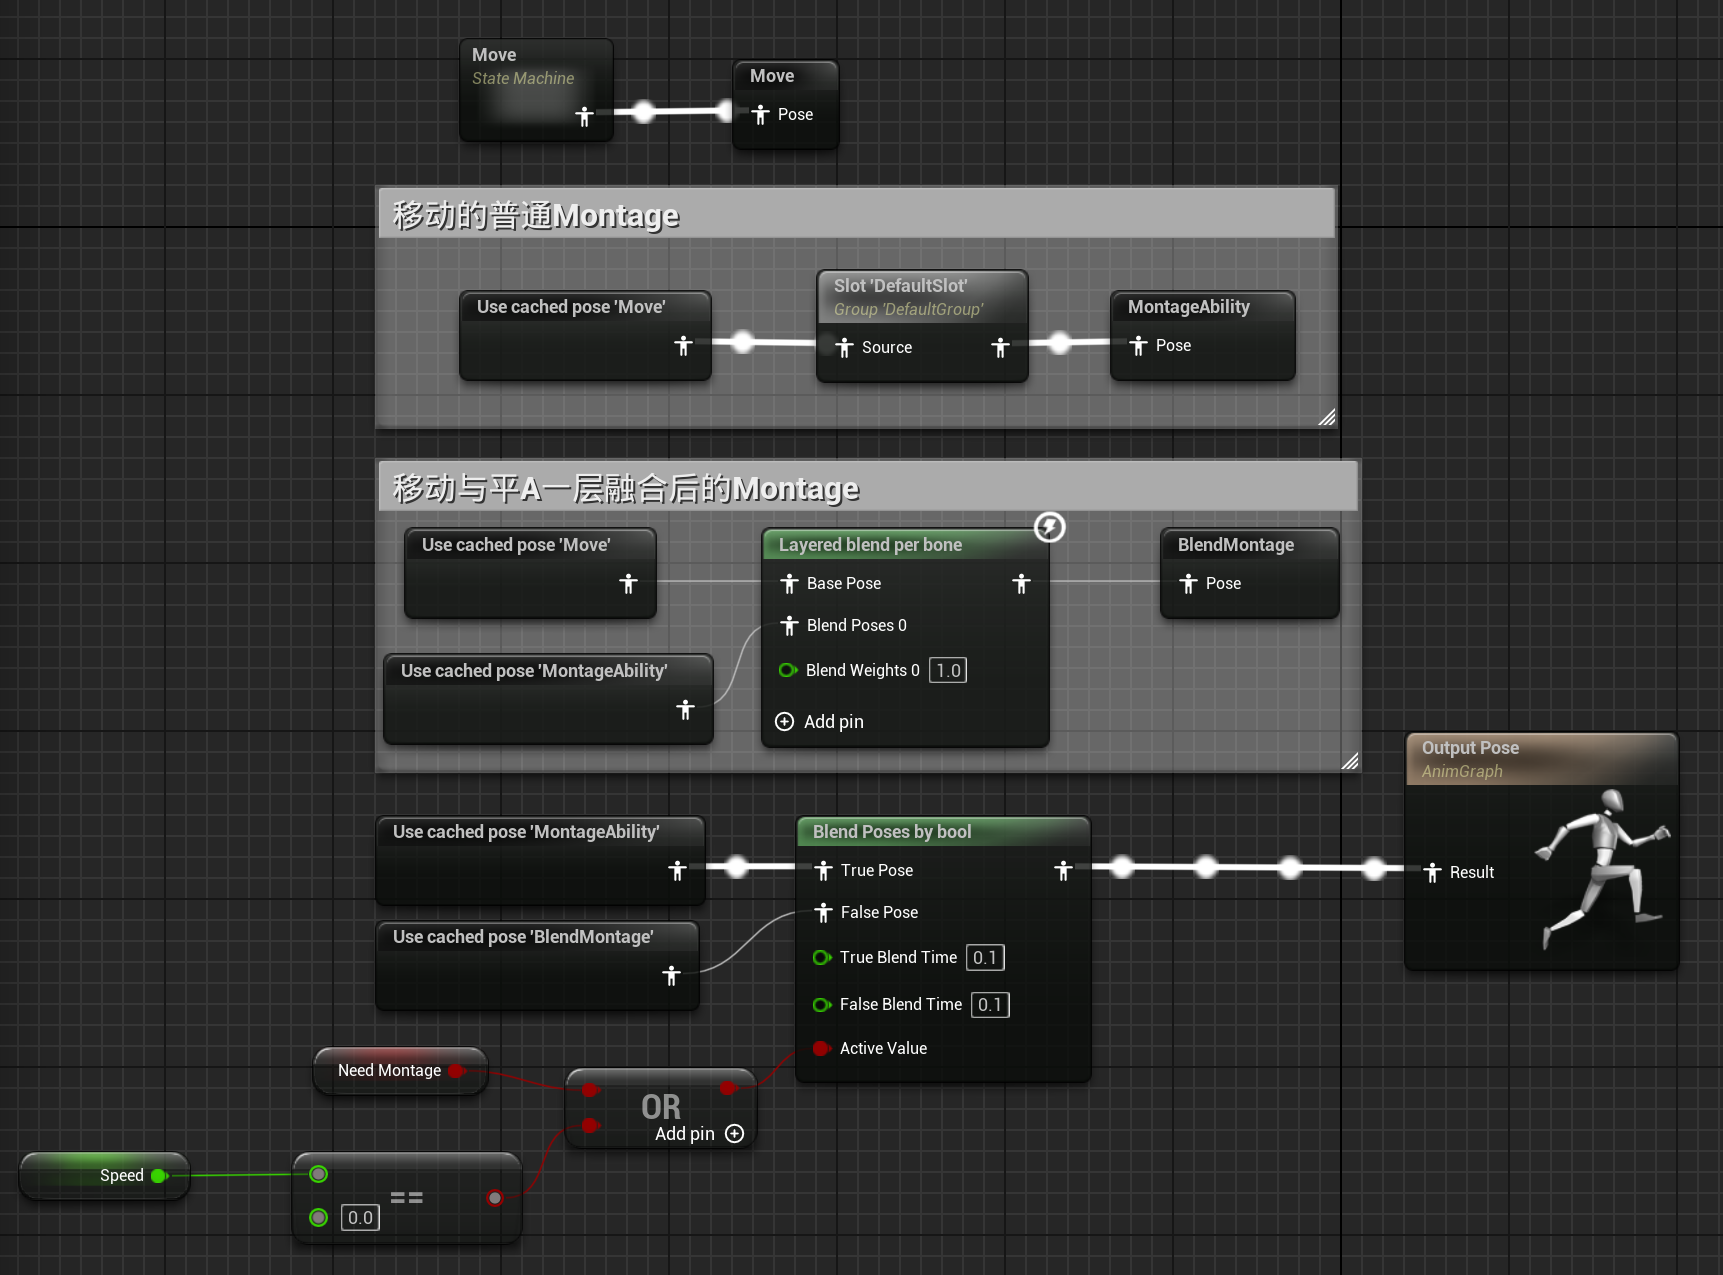 Move
State Machine
Move
Pose
移动的普通Montage
Use cached pose 'Move'
Slot 'DefaultSlot'
Group 'DefaultGroup'
Source
MontageAbility
Pose
移动与平A一层融合后的Montage
Use cached pose 'Move'
Use cached pose 'MontageAbility'
Layered blend per bone
Base Pose
Blend Poses 0
Blend Weights 0 1.0
Add pin
BlendMontage
Pose
Output Pose
AnimGraph
Result
Use cached pose 'MontageAbility'
Use cached pose 'BlendMontage'
Blend Poses by bool
True Pose
False Pose
True Blend Time 0.1
False Blend Time 0.1
Active Value
Need Montage
OR
Add pin
Speed
==
0.0